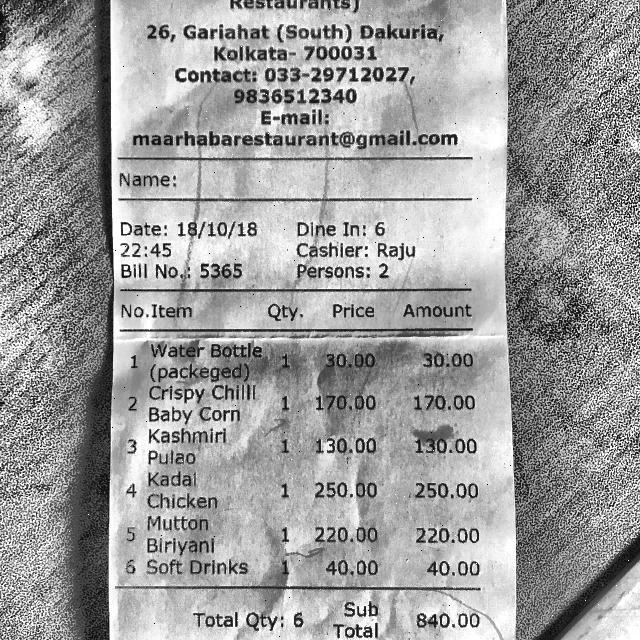 Restaurants)
26, Gariahat (South) Dakuria,
Kolkata- 700031
Contact: 033-29712027,
9836512340
E-mail:
maarhabarestaurant@gmail.com
Name:
Date: 18/10/18 Dine In: 6
22:45 Cashier: Raju
Bill No.: 5365 Persons: 2
No.Item Qty. Price Amount
1 Water Bottle (packeged) 1 30.00 30.00
2 Crispy Chilli Baby Corn 1 170.00 170.00
3 Kashmiri Pulao 1 130.00 130.00
4 Kadai Chicken 1 250.00 250.00
5 Mutton Biriyani 1 220.00 220.00
6 Soft Drinks 1 40.00 40.00
Total Qty: 6 Sub Total 840.00